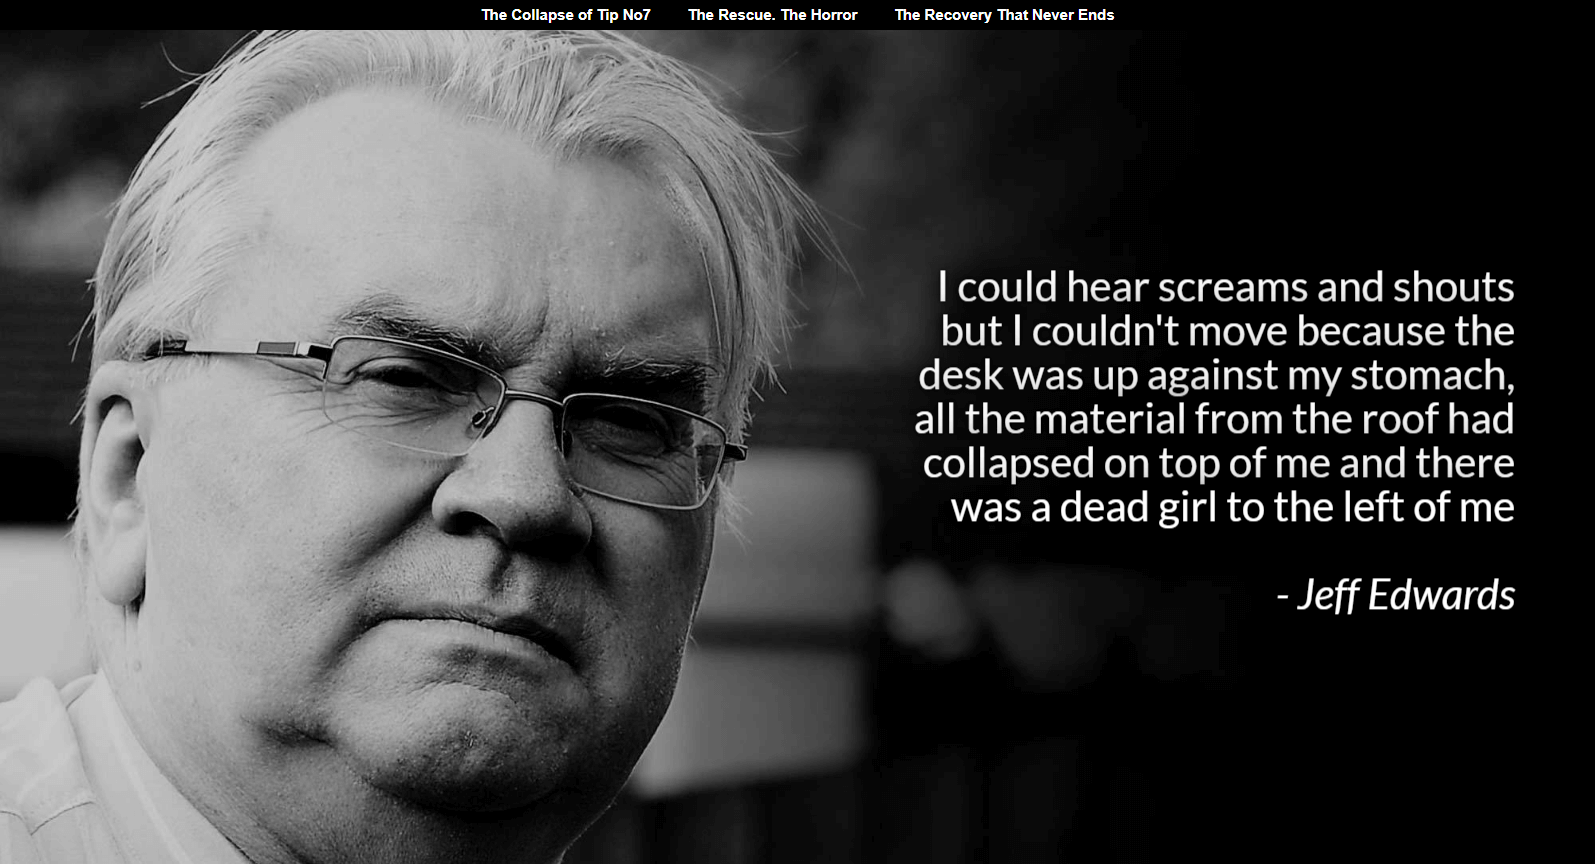 The Collapse of Tip No7 The Rescue. The Horror The Recovery That Never Ends
I could hear screams and shouts
but I couldn't move because the
desk was up against my stomach,
all the material from the roof had
collapsed on top of me and there
was a dead girl to the left of me
- Jeff Edwards